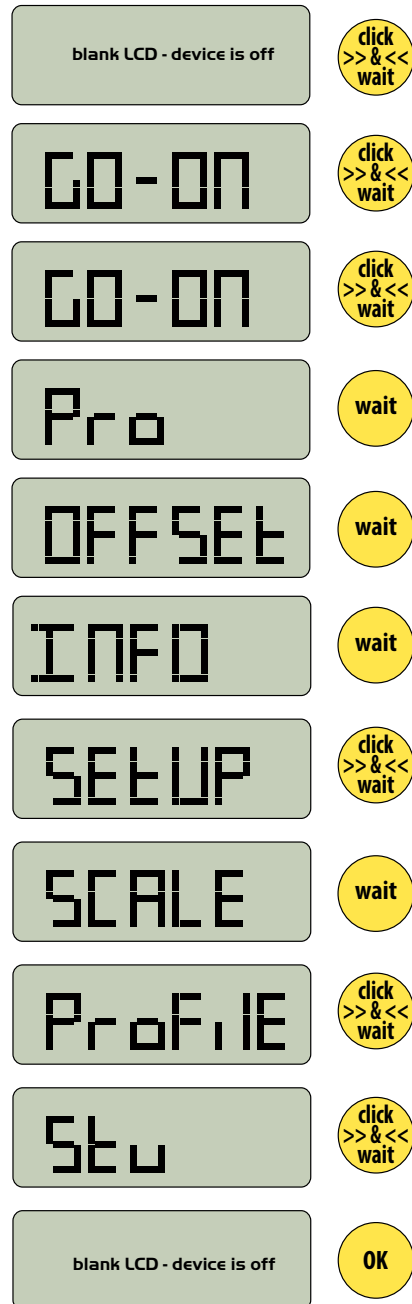 blank LCD - device is off
click
>> & <<
wait
GO-ON
click
>> & <<
wait
GO-ON
click
>> & <<
wait
Pro
wait
OFFSEt
wait
INFO
wait
SEtUP
click
>> & <<
wait
SCALE
wait
ProFilE
click
>> & <<
wait
Stu
click
>> & <<
wait
blank LCD - device is off
OK